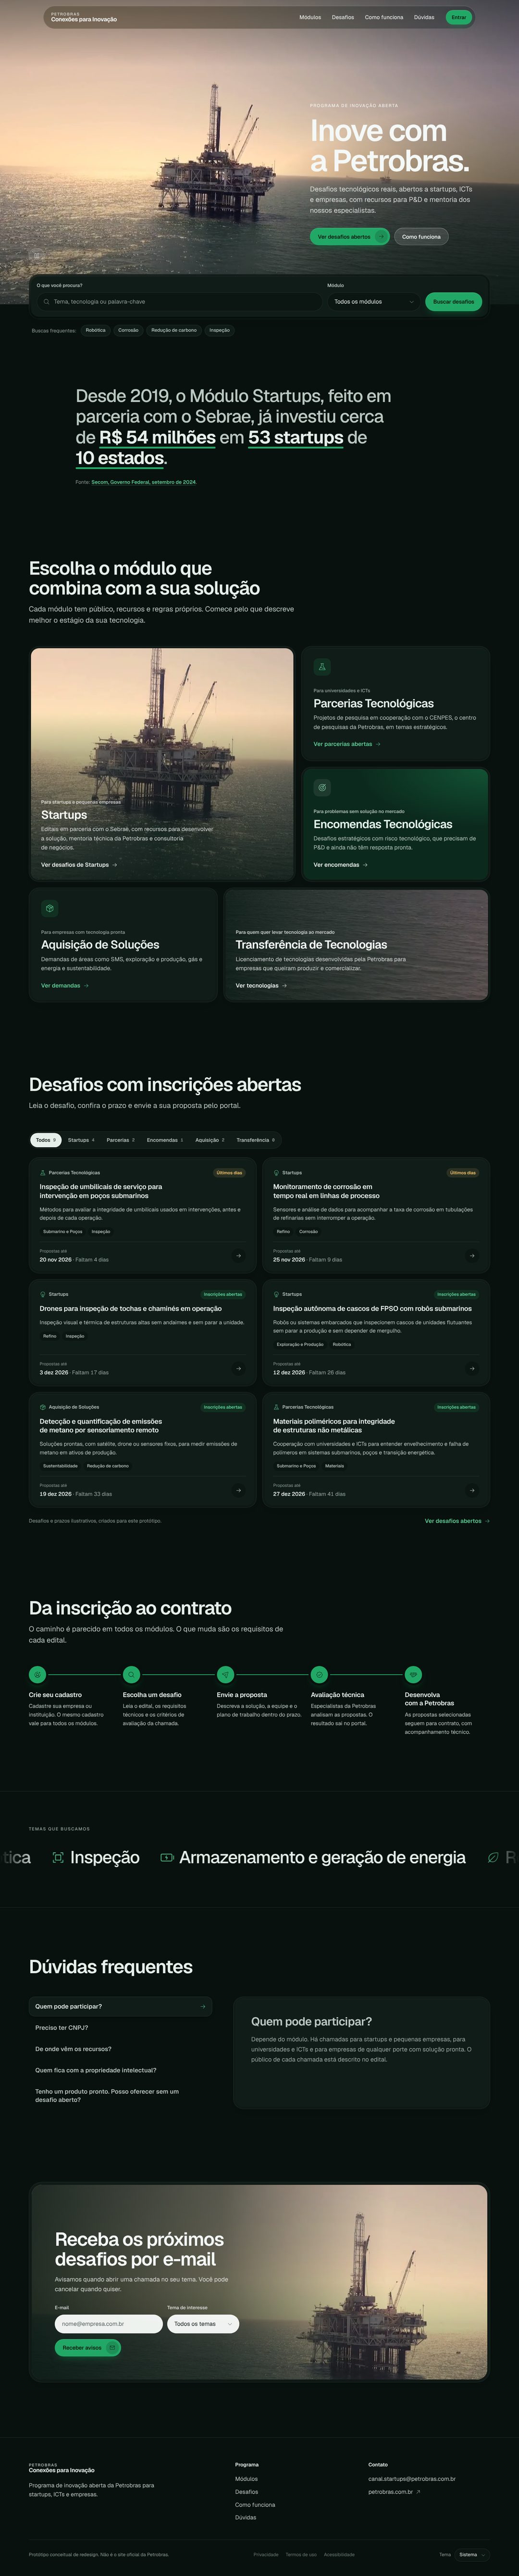 PETROBRAS
Conexões para Inovação
Módulos
Desafios
Como funciona
Dúvidas
Entrar
PROGRAMA DE INOVAÇÃO ABERTA
Inove com
a Petrobras.
Desafios tecnológicos reais, abertos a startups, ICTs
e empresas, com recursos para P&D e mentoria dos
nossos especialistas.
Ver desafios abertos
Como funciona
O que você procura?
Tema, tecnologia ou palavra-chave
Módulo
Todos os módulos
Buscar desafios
Buscas frequentes:
Robótica
Corrosão
Redução de carbono
Inspeção
Desde 2019, o Módulo Startups, feito em
parceria com o Sebrae, já investiu cerca
de R$ 54 milhões em 53 startups de
10 estados.
Fonte: Secom, Governo Federal, setembro de 2024.
Escolha o módulo que
combina com a sua solução
Cada módulo tem público, recursos e regras próprios. Comece pelo que descreve
melhor o estágio da sua tecnologia.
Para startups e pequenas empresas
Startups
Editais em parceria com o Sebrae, com recursos para desenvolver
a solução, mentoria técnica da Petrobras e consultoria
de negócios.
Ver desafios de Startups
Para universidades e ICTs
Parcerias Tecnológicas
Projetos de pesquisa em cooperação com o CENPES, o centro
de pesquisas da Petrobras, em temas estratégicos.
Ver parcerias abertas
Para problemas sem solução no mercado
Encomendas Tecnológicas
Desafios estratégicos com risco tecnológico, que precisam de
P&D e ainda não têm resposta pronta.
Ver encomendas
Para empresas com tecnologia pronta
Aquisição de Soluções
Demandas de áreas como SMS, exploração e produção, gás e
energia e sustentabilidade.
Ver demandas
Para quem quer levar tecnologia ao mercado
Transferência de Tecnologias
Licenciamento de tecnologias desenvolvidas pela Petrobras para
empresas que queiram produzir e comercializar.
Ver tecnologias
Desafios com inscrições abertas
Leia o desafio, confira o prazo e envie a sua proposta pelo portal.
Todos 9
Startups 4
Parcerias 2
Encomendas 1
Aquisição 2
Transferência
Parcerias Tecnológicas
Últimos dias
Inspeção de umbilicais de serviço para
intervenção em poços submarinos
Métodos para avaliar a integridade de umbilicais usados em intervenções, antes e
depois de cada operação.
Submarino e Poços
Inspeção
Propostas até
20 nov 2026 · Faltam 4 dias
Startups
Últimos dias
Monitoramento de corrosão em
tempo real em linhas de processo
Sensores e análise de dados para acompanhar a taxa de corrosão em tubulações
de refinarias sem interromper a operação.
Refino
Corrosão
Propostas até
25 nov 2026 · Faltam 9 dias
Startups
Inscrições abertas
Drones para inspeção de tochas e chaminés em operação
Inspeção visual e térmica de estruturas altas sem andaimes e sem parar a unidade.
Refino
Inspeção
Propostas até
3 dez 2026 · Faltam 17 dias
Startups
Inscrições abertas
Inspeção autônoma de cascos de FPSO com robôs submarinos
Robôs ou sistemas embarcados que inspecionam cascos de unidades flutuantes
sem parar a produção e sem depender de mergulho.
Exploração e Produção
Robótica
Propostas até
12 dez 2026 · Faltam 26 dias
Aquisição de Soluções
Inscrições abertas
Detecção e quantificação de emissões
de metano por sensoriamento remoto
Soluções prontas, com satélite, drone ou sensores fixos, para medir emissões de
metano em ativos de produção.
Sustentabilidade
Redução de carbono
Propostas até
19 dez 2026 · Faltam 33 dias
Parcerias Tecnológicas
Inscrições abertas
Materiais poliméricos para integridade
de estruturas não metálicas
Cooperação com universidades e ICTs para entender envelhecimento e falha de
polímeros em sistemas submarinos, poços e transição energética.
Submarino e Poços
Materiais
Propostas até
27 dez 2026 · Faltam 41 dias
Desafios e prazos ilustrativos, criados para este protótipo.
Ver desafios abertos
Da inscrição ao contrato
O caminho é parecido em todos os módulos. O que muda são os requisitos de
cada edital.
Crie seu cadastro
Cadastre sua empresa ou
instituição. O mesmo cadastro
vale para todos os módulos.
Escolha um desafio
Leia o edital, os requisitos
técnicos e os critérios de
avaliação da chamada.
Envie a proposta
Descreva a solução, a equipe e o
plano de trabalho dentro do prazo.
Avaliação técnica
Especialistas da Petrobras
analisam as propostas. O
resultado sai no portal.
Desenvolva
com a Petrobras
As propostas selecionadas
seguem para contrato, com
acompanhamento técnico.
TEMAS QUE BUSCAMOS
tica
Inspeção
Armazenamento e geração de energia
R
Dúvidas frequentes
Quem pode participar?
Preciso ter CNPJ?
De onde vêm os recursos?
Quem fica com a propriedade intelectual?
Tenho um produto pronto. Posso oferecer sem um
desafio aberto?
Quem pode participar?
Depende do módulo. Há chamadas para startups e pequenas empresas, para
universidades e ICTs e para empresas de qualquer porte com solução pronta. O
público de cada chamada está descrito no edital.
Receba os próximos
desafios por e-mail
Avisamos quando abrir uma chamada no seu tema. Você pode
cancelar quando quiser.
E-mail
nome@empresa.com.br
Tema de interesse
Todos os temas
Receber avisos
PETROBRAS
Conexões para Inovação
Programa de inovação aberta da Petrobras para
startups, ICTs e empresas.
Programa
Módulos
Desafios
Como funciona
Dúvidas
Contato
canal.startups@petrobras.com.br
petrobras.com.br
Protótipo conceitual de redesign. Não é o site oficial da Petrobras.
Privacidade
Termos de uso
Acessibilidade
Tema
Sistema